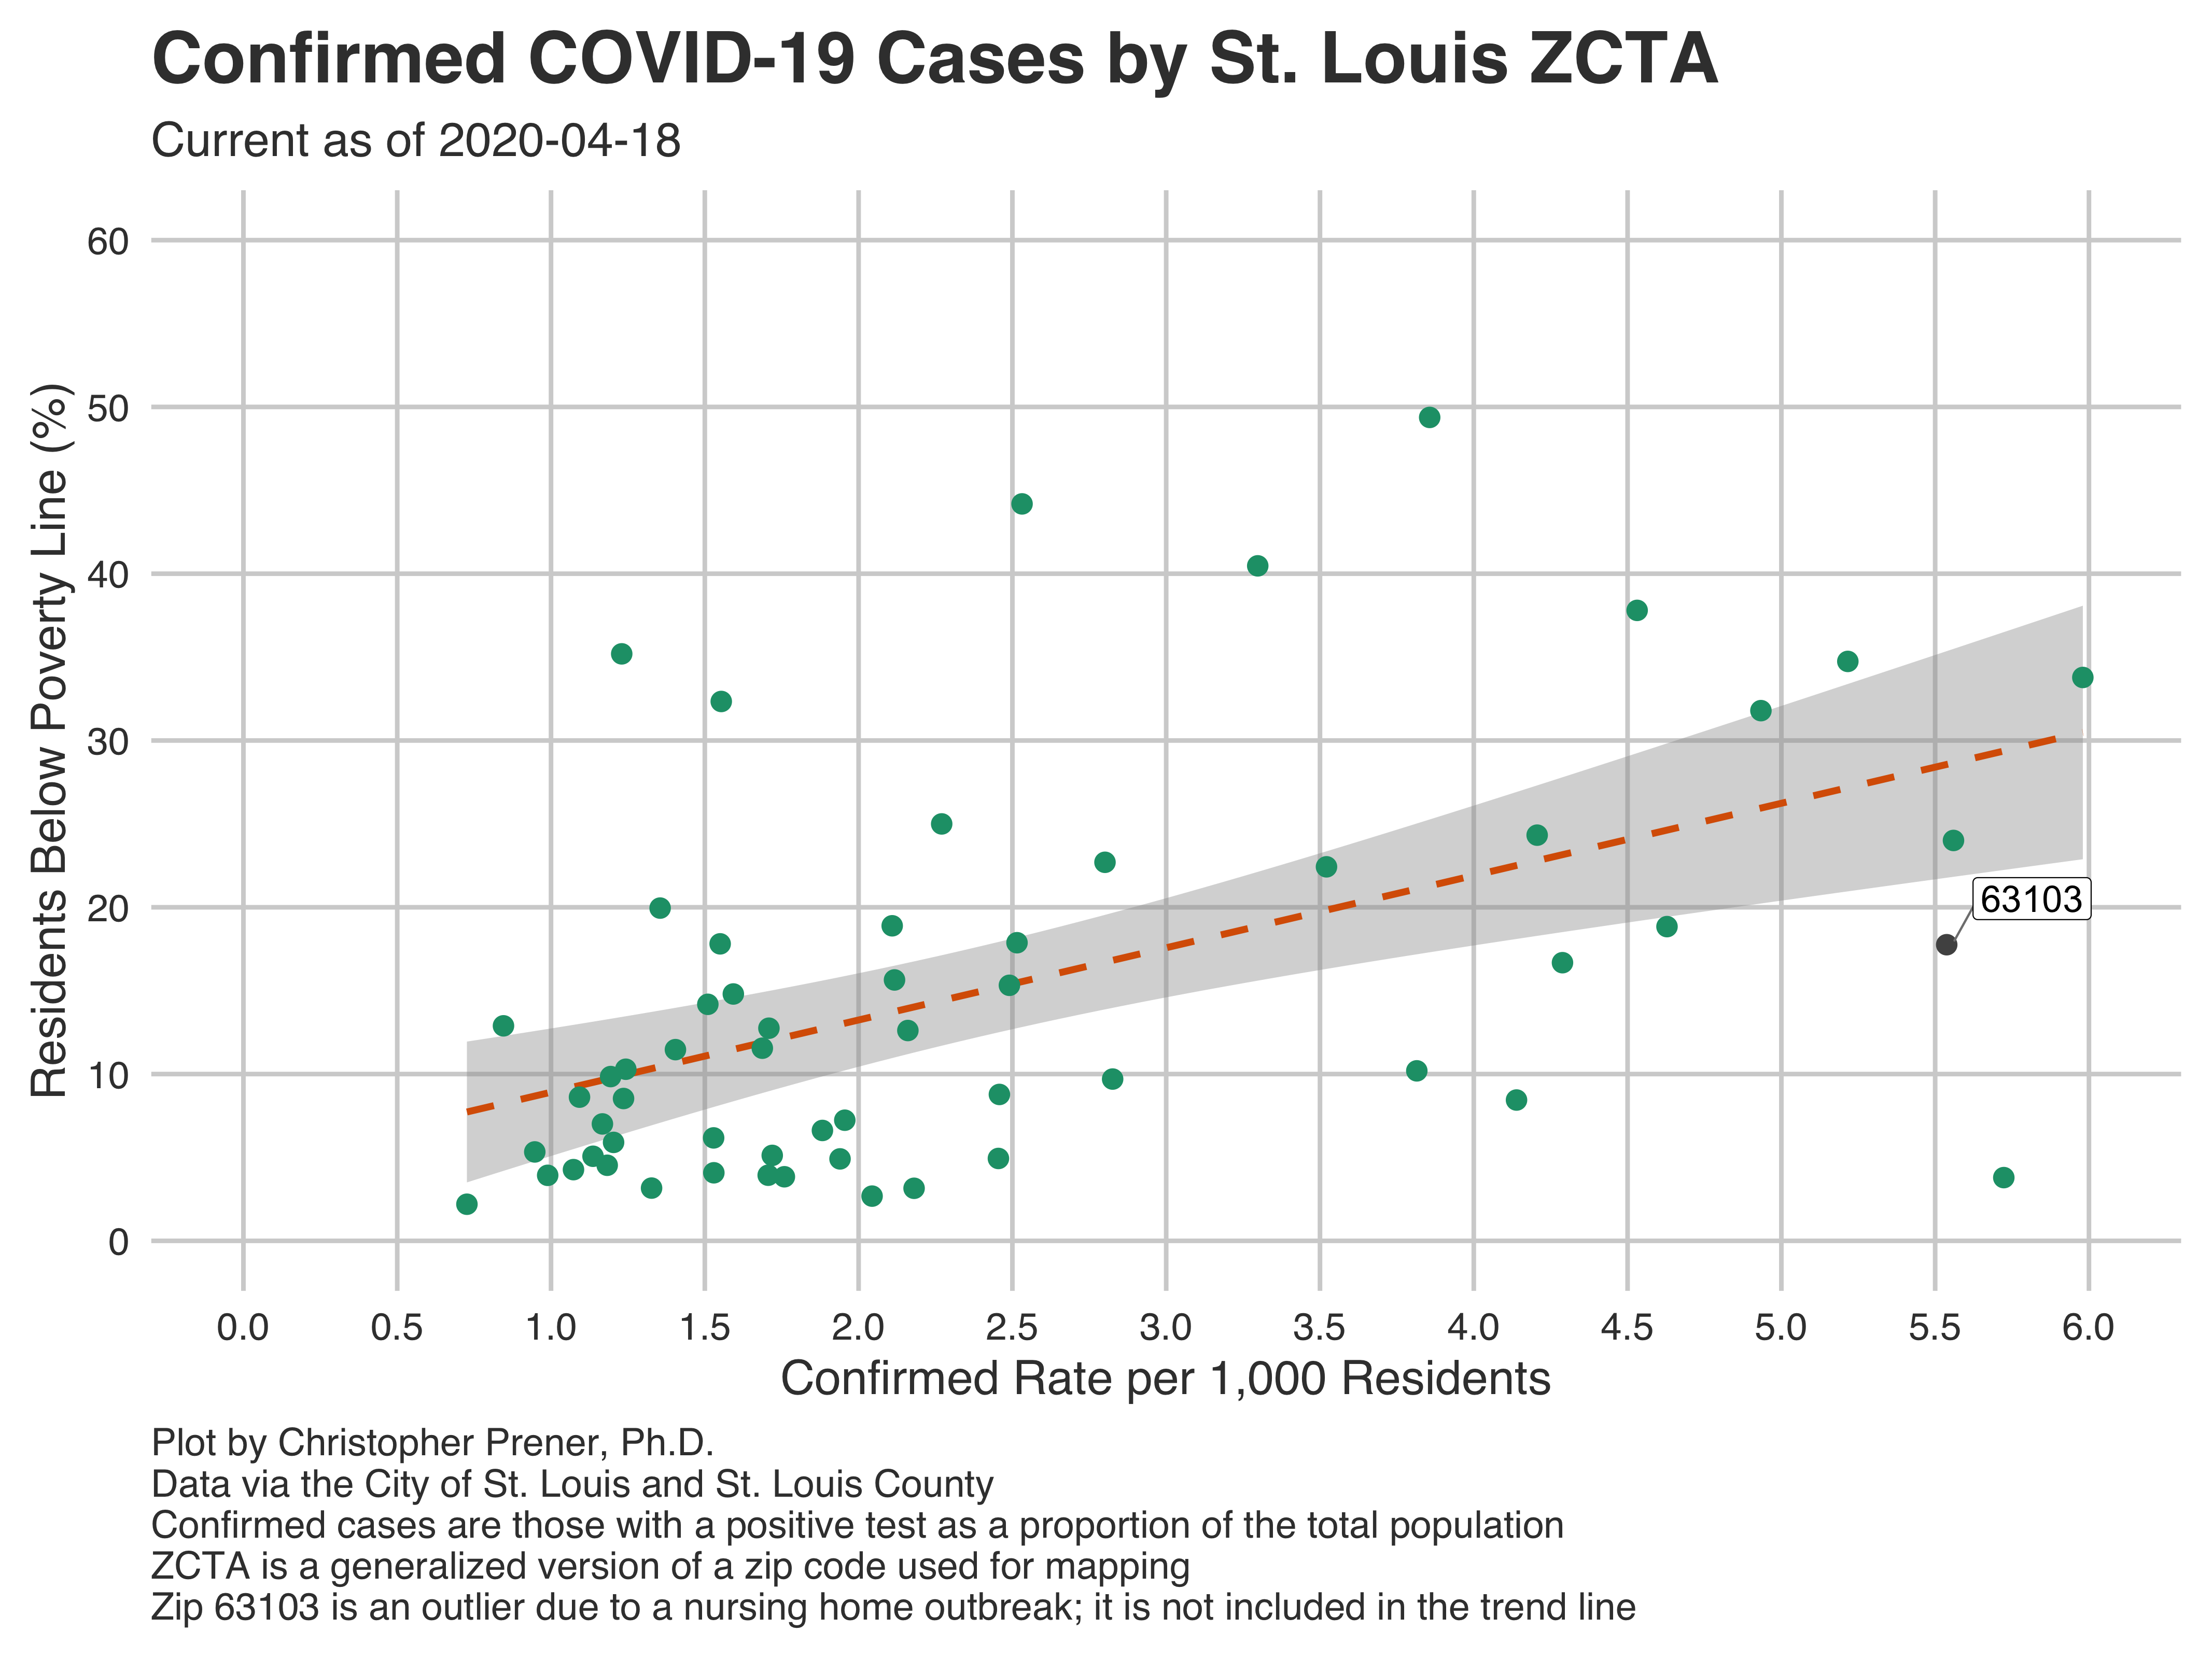 Confirmed COVID-19 Cases by St. Louis ZCTA
Current as of 2020-04-18
Residents Below Poverty Line (%)
60
50
40
30
20
10
0
63103
0.0 0.5 1.0 1.5 2.0 2.5 3.0 3.5 4.0 4.5 5.0 5.5 6.0
Confirmed Rate per 1,000 Residents
Plot by Christopher Prener, Ph.D.
Data via the City of St. Louis and St. Louis County
Confirmed cases are those with a positive test as a proportion of the total population
ZCTA is a generalized version of a zip code used for mapping
Zip 63103 is an outlier due to a nursing home outbreak; it is not included in the trend line